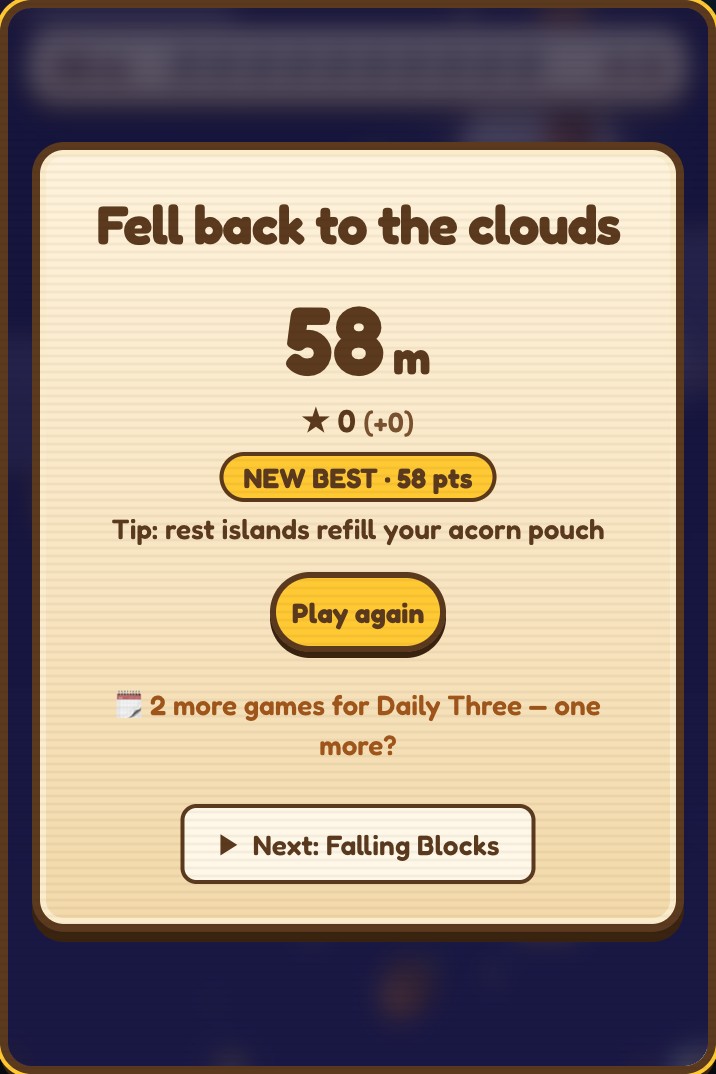 Fell back to the clouds
58 m
★ 0 (+0)
NEW BEST · 58 pts
Tip: rest islands refill your acorn pouch
Play again
🗓️ 2 more games for Daily Three — one
more?
▶ Next: Falling Blocks